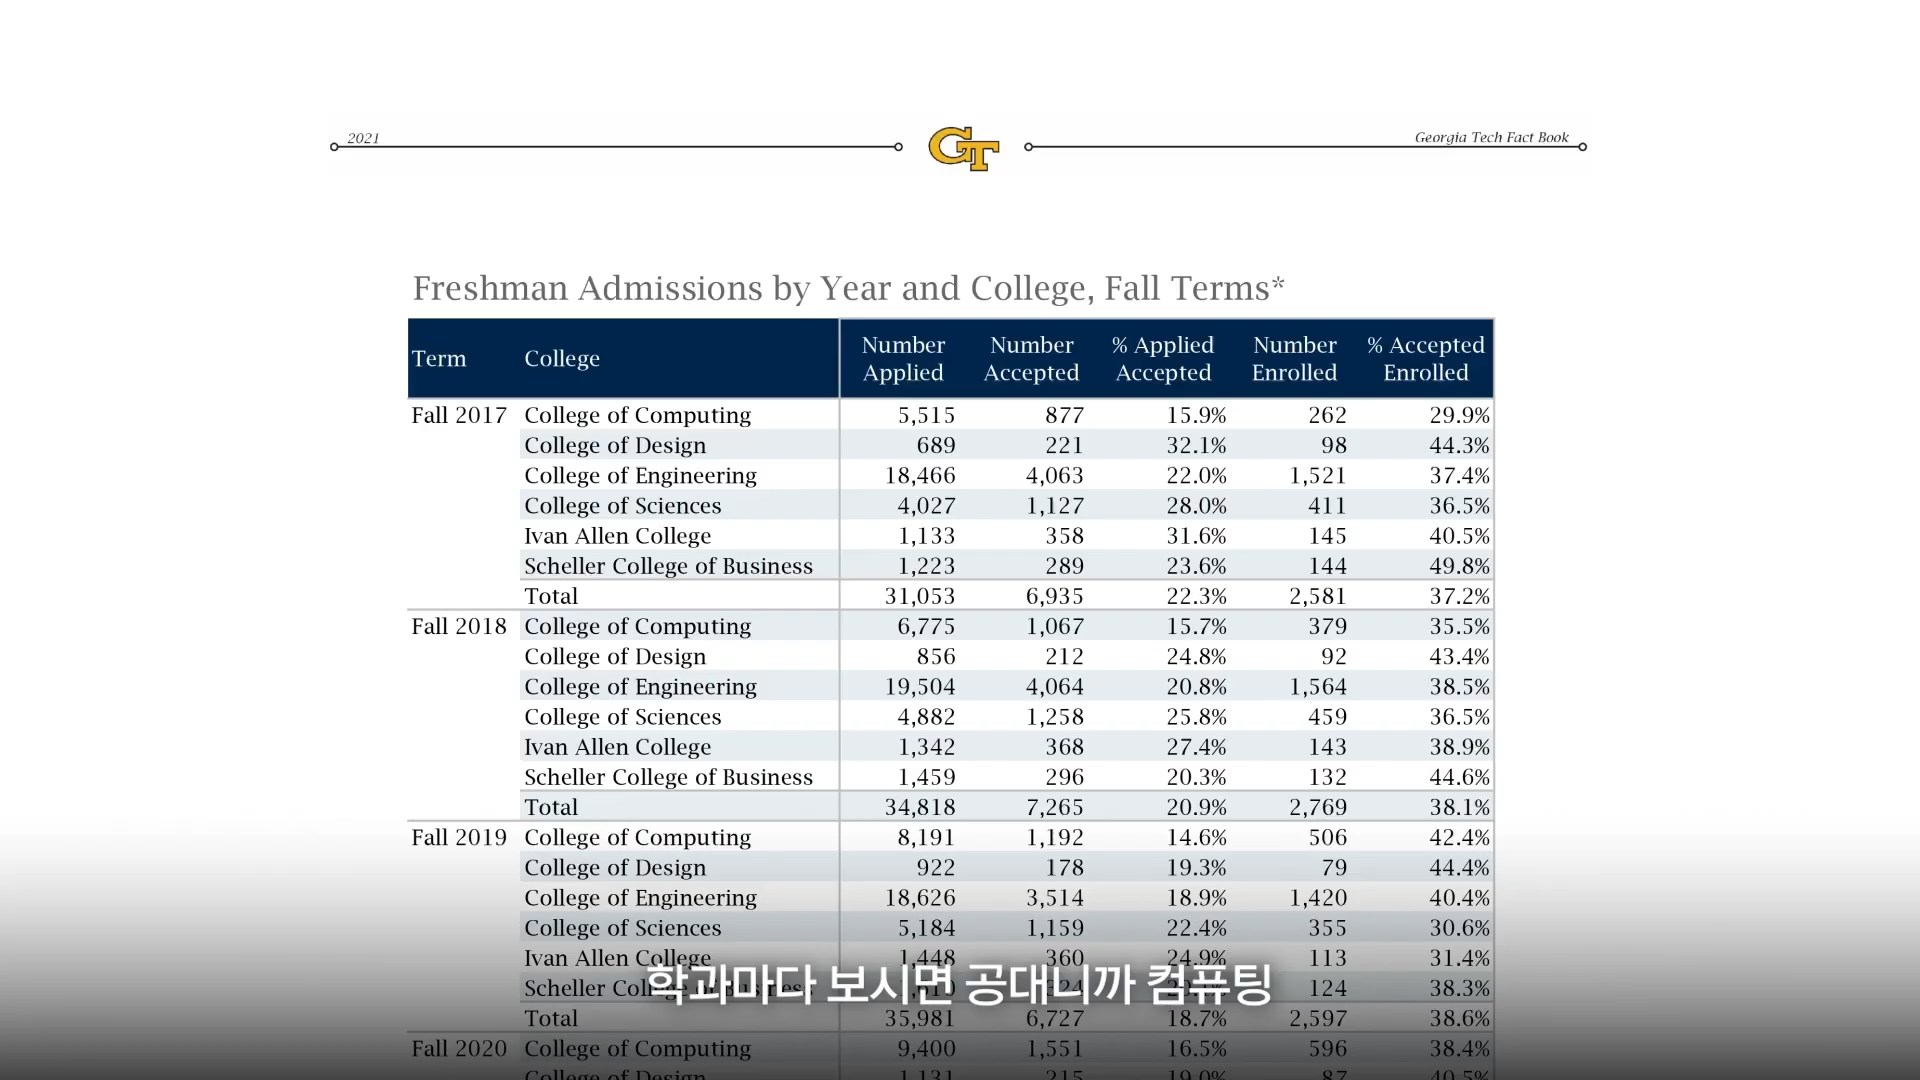 2021
GT
Georgia Tech Fact Book
Freshman Admissions by Year and College, Fall Terms*
Term College Number Applied Number Accepted % Applied Accepted Number Enrolled % Accepted Enrolled
Fall 2017 College of Computing 5,515 877 15.9% 262 29.9%
College of Design 689 221 32.1% 98 44.3%
College of Engineering 18,466 4,063 22.0% 1,521 37.4%
College of Sciences 4,027 1,127 28.0% 411 36.5%
Ivan Allen College 1,133 358 31.6% 145 40.5%
Scheller College of Business 1,223 289 23.6% 144 49.8%
Total 31,053 6,935 22.3% 2,581 37.2%
Fall 2018 College of Computing 6,775 1,067 15.7% 379 35.5%
College of Design 856 212 24.8% 92 43.4%
College of Engineering 19,504 4,064 20.8% 1,564 38.5%
College of Sciences 4,882 1,258 25.8% 459 36.5%
Ivan Allen College 1,342 368 27.4% 143 38.9%
Scheller College of Business 1,459 296 20.3% 132 44.6%
Total 34,818 7,265 20.9% 2,769 38.1%
Fall 2019 College of Computing 8,191 1,192 14.6% 506 42.4%
College of Design 922 178 19.3% 79 44.4%
College of Engineering 18,626 3,514 18.9% 1,420 40.4%
College of Sciences 5,184 1,159 22.4% 355 30.6%
Ivan Allen College 1,448 360 24.9% 113 31.4%
Scheller 124 38.3%
학과마다 보시면 공대니까 컴퓨팅
Total 35,981 6,727 18.7% 2,597 38.6%
Fall 2020 College of Computing 9,400 1,551 16.5% 596 38.4%
College of Design 1,131 215 19.0% 87 40.5%